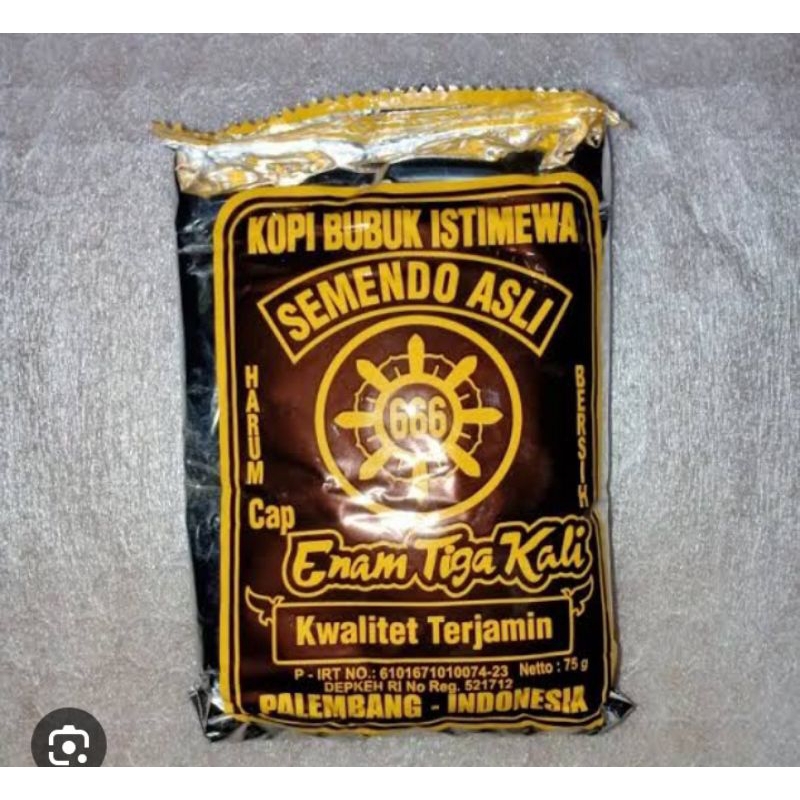 KOPI BUBUK ISTIMEWA
SEMENDO ASLI
HARUM
BERSIH
666
Cap
Enam Tiga Kali
Kwalitet Terjamin
P - IRT NO.: 6101671010074-23 Netto : 75 g
DEPKEH RI No Reg. 521712
PALEMBANG - INDONESIA